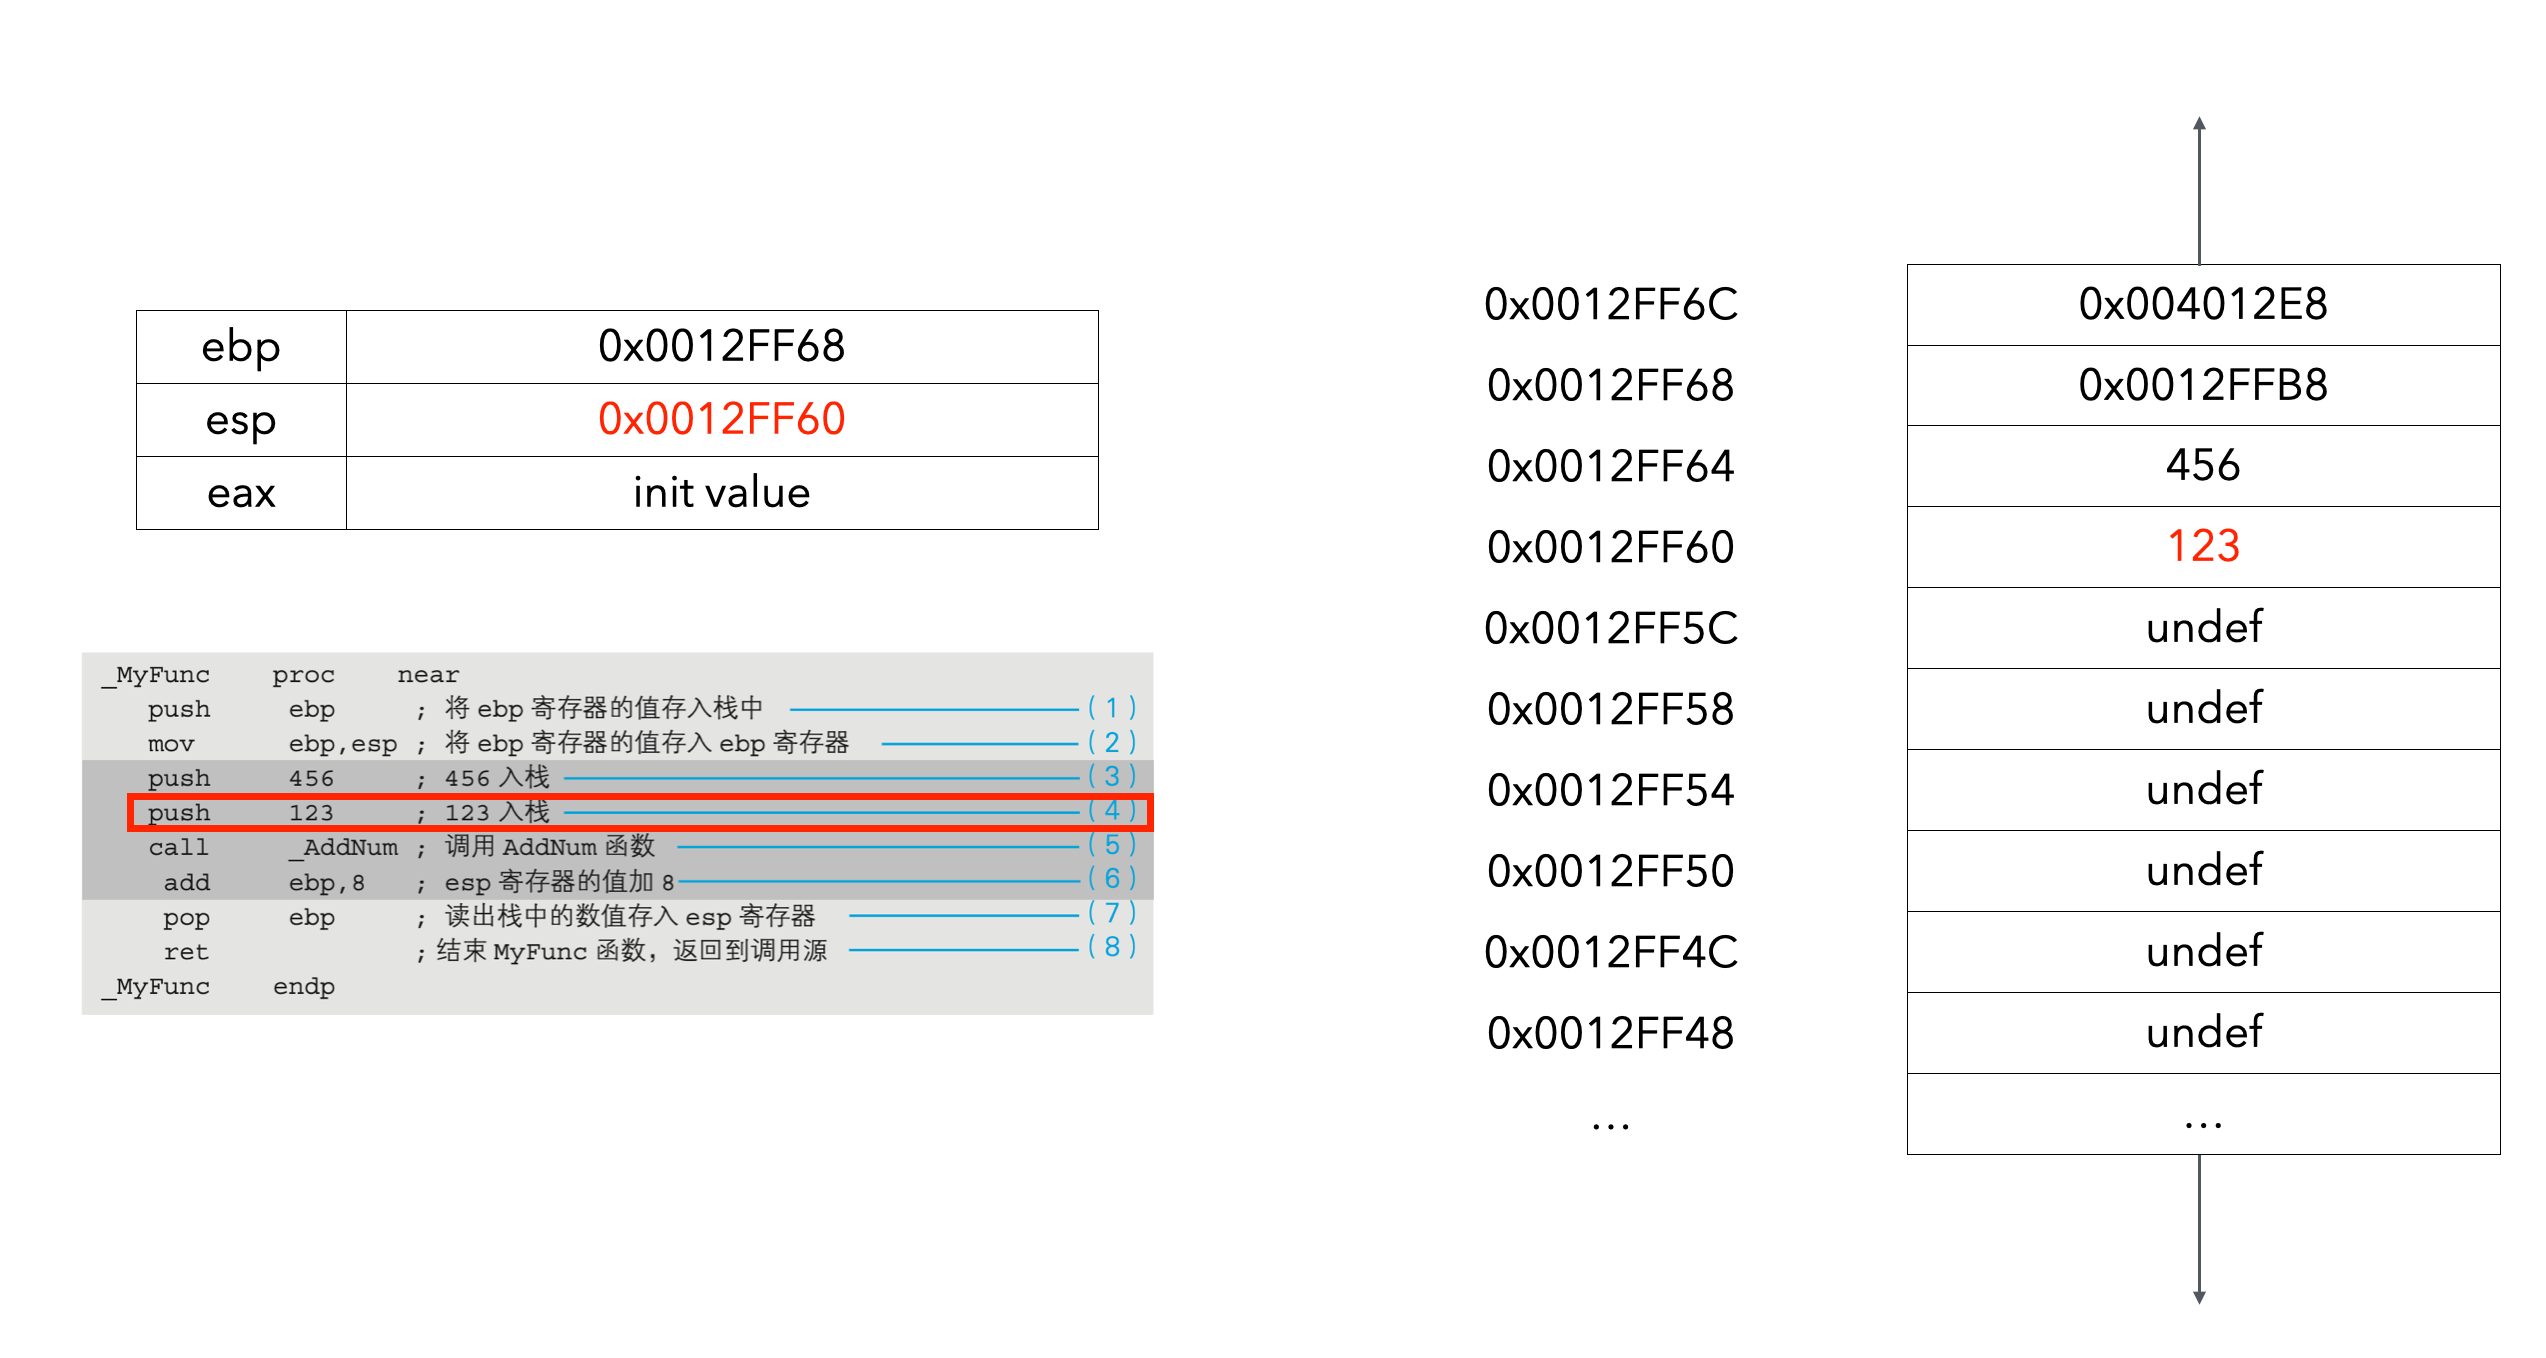 ebp 0x0012FF68
esp 0x0012FF60
eax init value
_MyFunc proc near
push ebp ; 将 ebp 寄存器的值存入栈中 (1)
mov ebp,esp ; 将 ebp 寄存器的值存入 ebp 寄存器 (2)
push 456 ; 456 入栈 (3)
push 123 ; 123 入栈 (4)
call _AddNum ; 调用 AddNum 函数 (5)
add ebp,8 ; esp 寄存器的值加 8 (6)
pop ebp ; 读出栈中的数值存入 esp 寄存器 (7)
ret ; 结束 MyFunc 函数，返回到调用源 (8)
_MyFunc endp
0x0012FF6C 0x004012E8
0x0012FF68 0x0012FFB8
0x0012FF64 456
0x0012FF60 123
0x0012FF5C undef
0x0012FF58 undef
0x0012FF54 undef
0x0012FF50 undef
0x0012FF4C undef
0x0012FF48 undef
... ...